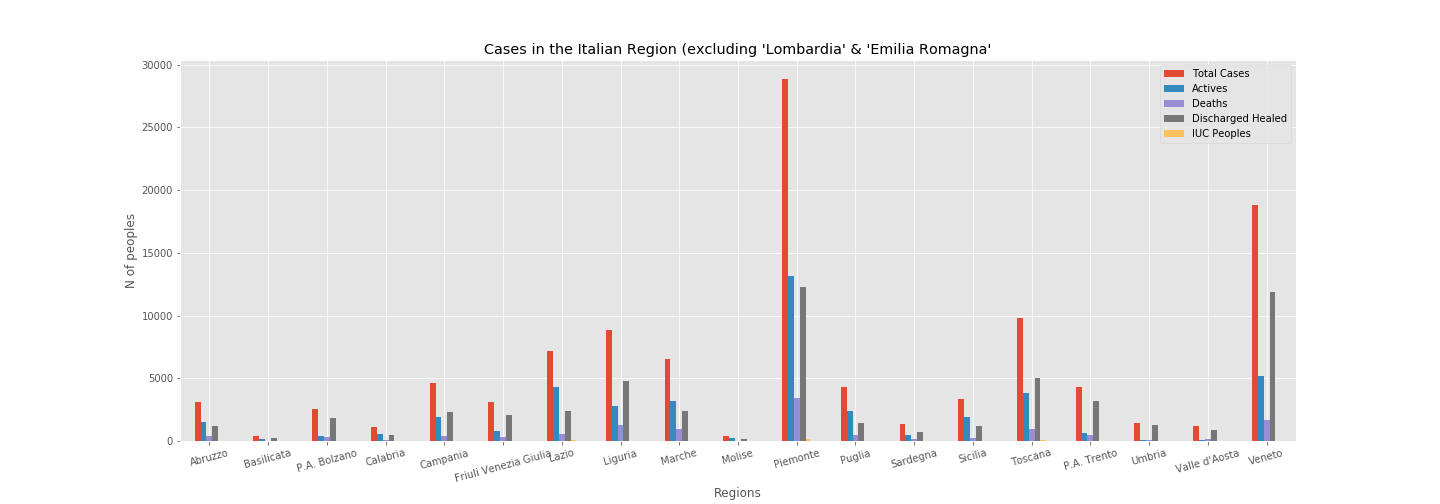 Cases in the Italian Region (excluding 'Lombardia' & 'Emilia Romagna'
30000
25000
20000
15000
10000
5000
0
N of peoples
Total Cases
Actives
Deaths
Discharged Healed
IUC Peoples
Abruzzo
Basilicata
P.A. Bolzano
Calabria
Campania
Friuli Venezia Giulia
Lazio
Liguria
Marche
Molise
Piemonte
Puglia
Sardegna
Sicilia
Toscana
P.A. Trento
Umbria
Valle d'Aosta
Veneto
Regions